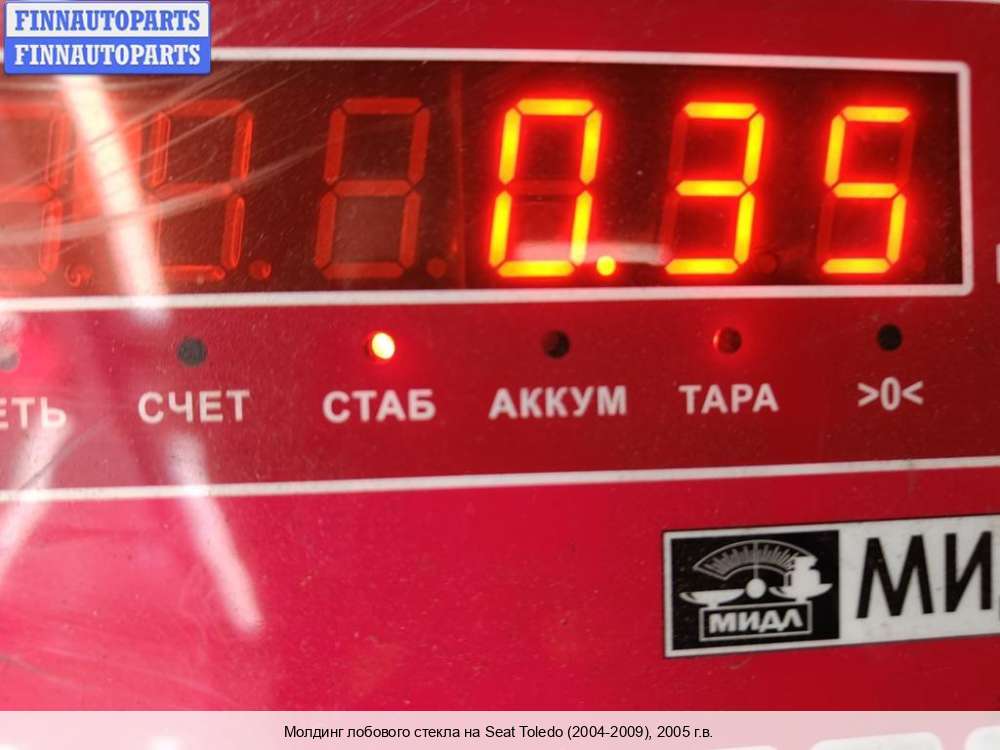 FINNAUTOPARTS
FINNAUTOPARTS
0.35
ЕТЬ СЧЕТ СТАБ АККУМ ТАРА >0<
МИДЛ
МИ
Молдинг лобового стекла на Seat Toledo (2004-2009), 2005 г.в.